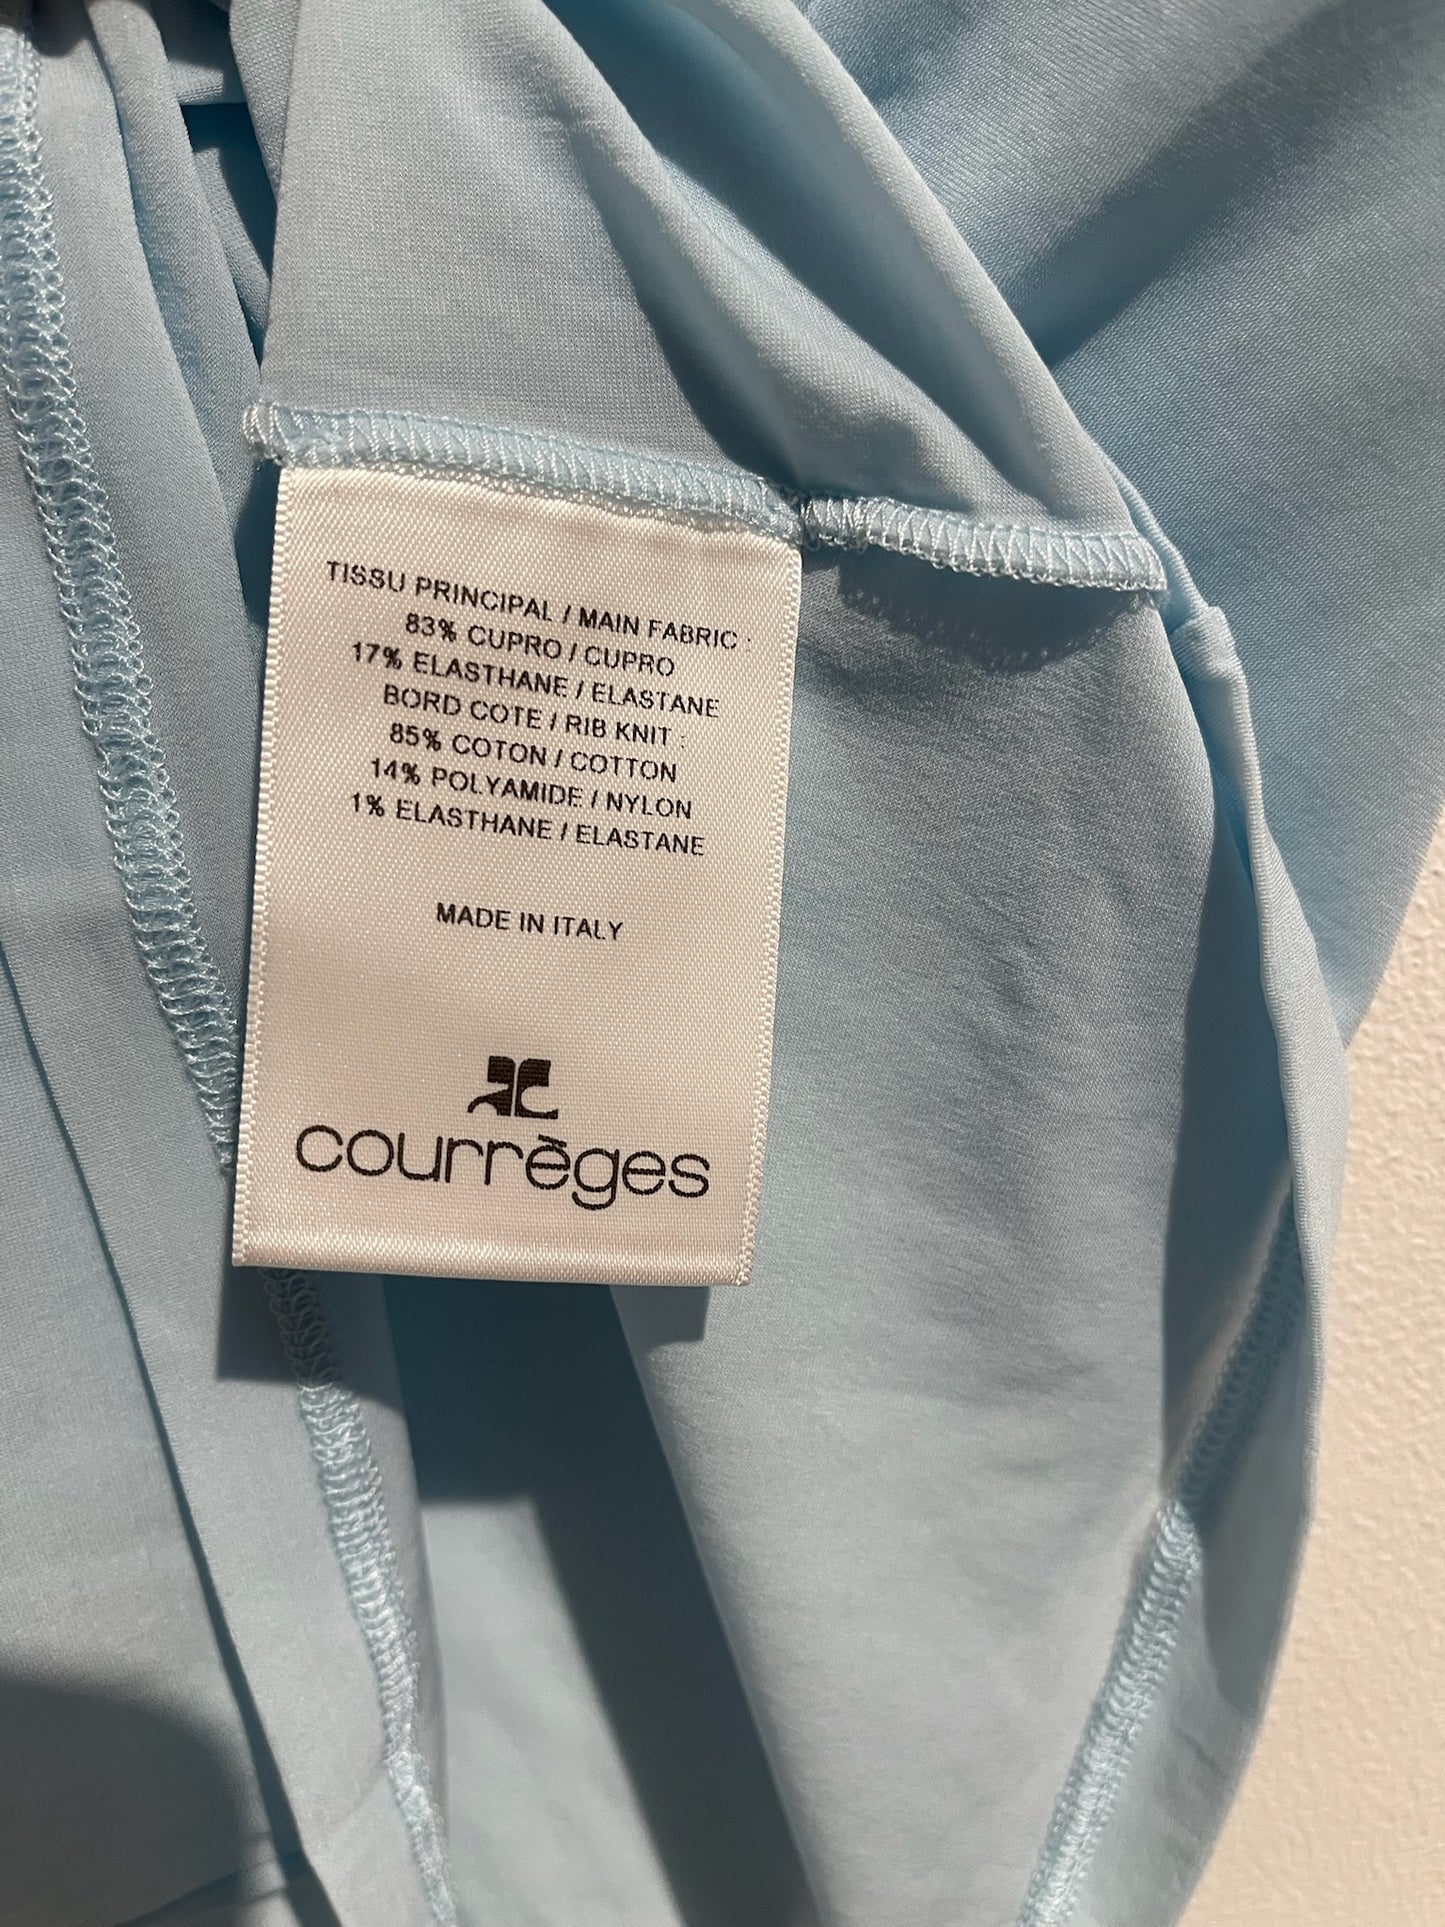 TISSU PRINCIPAL / MAIN FABRIC :
83% CUPRO / CUPRO
17% ELASTHANE / ELASTANE
BORD COTE / RIB KNIT :
85% COTON / COTTON
14% POLYAMIDE / NYLON
1% ELASTHANE / ELASTANE
MADE IN ITALY
courrèges